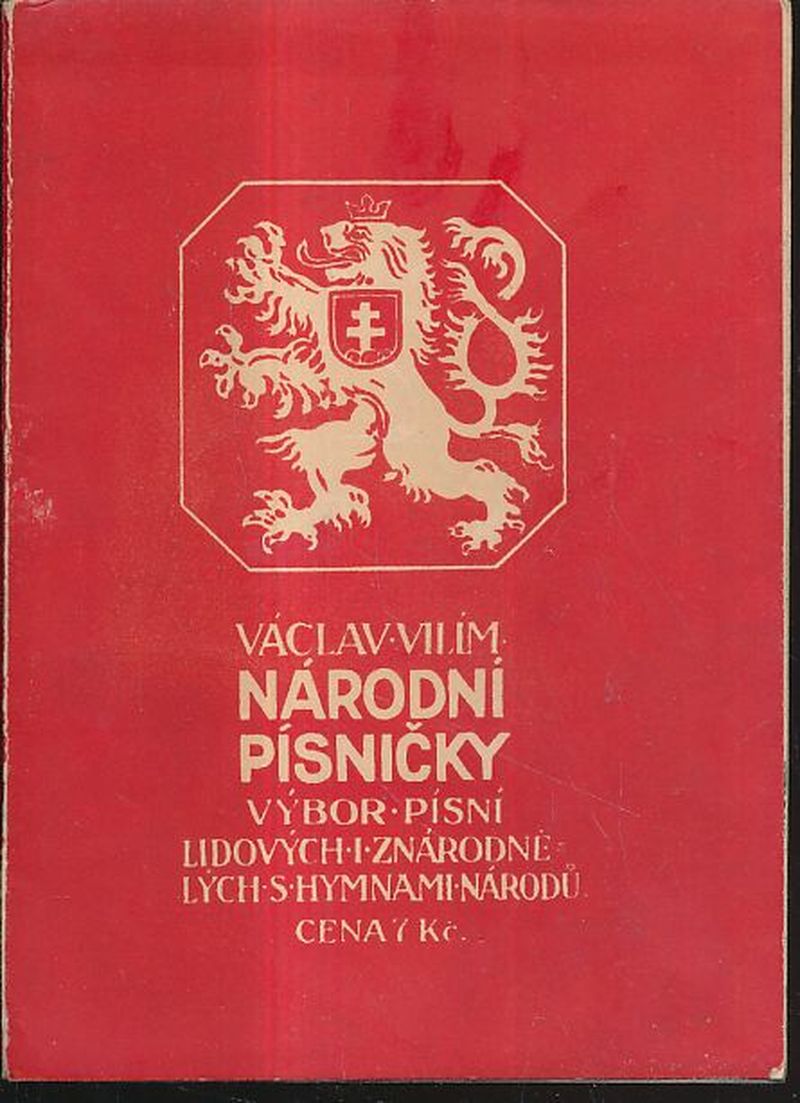 VÁCLAV·VILÍM·
NÁRODNÍ
PÍSNIČKY
VÝBOR·PÍSNÍ
LIDOVÝCH·I·ZNÁRODNĚ-
LÝCH·S·HYMNAMI·NÁRODŮ.
CENA 7 Kč.